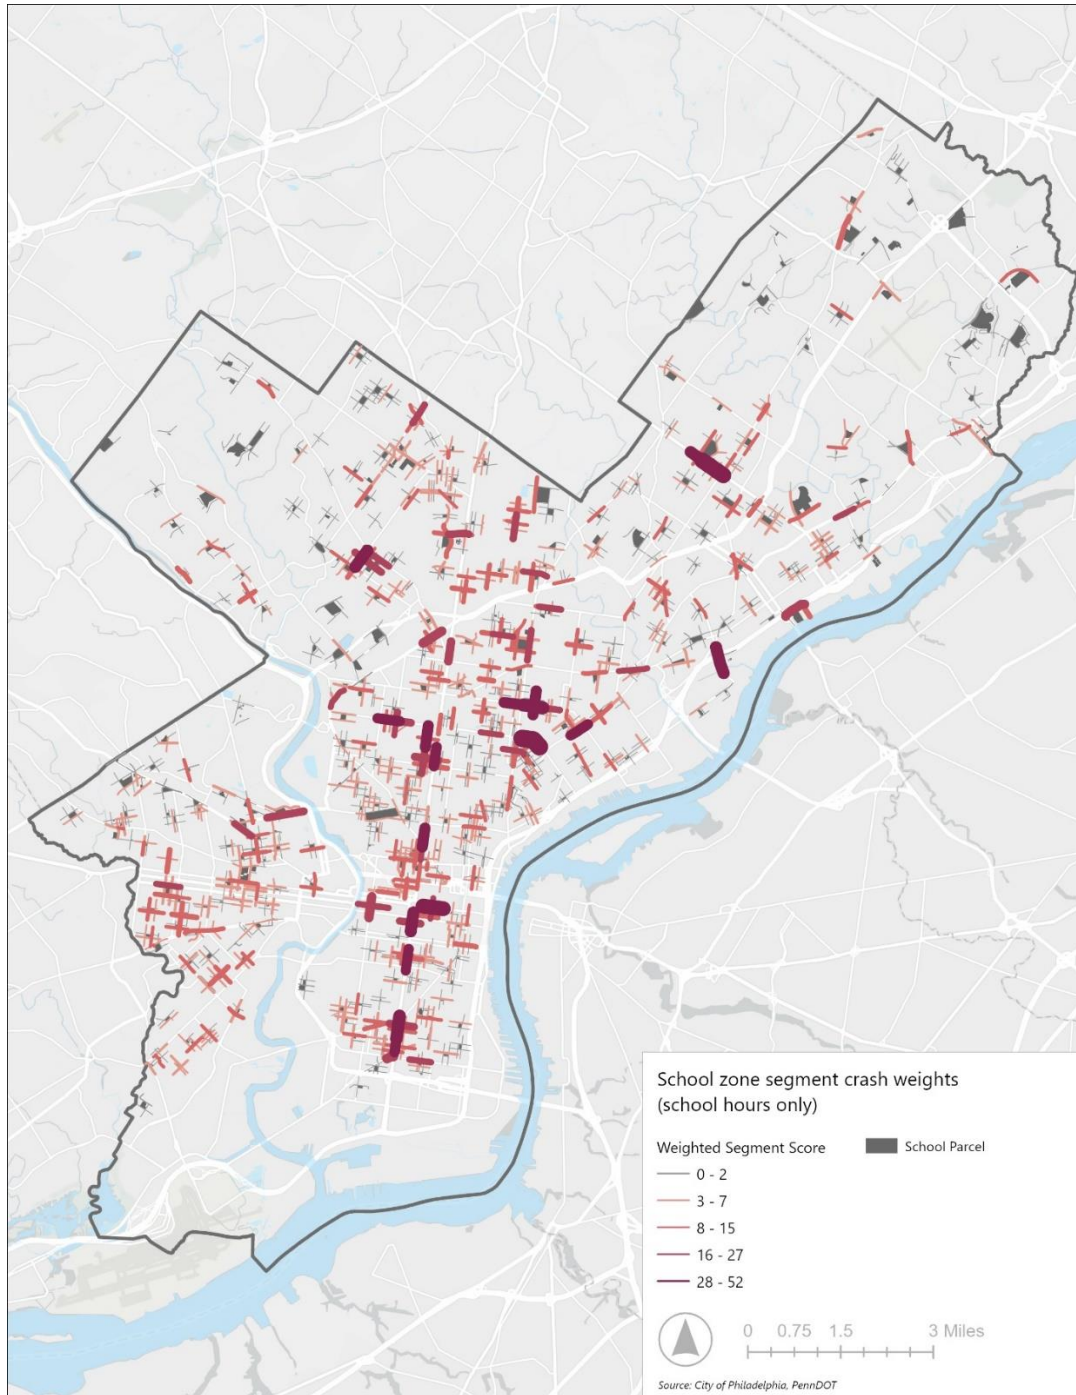 School zone segment crash weights
(school hours only)
Weighted Segment Score
School Parcel
0 - 2
3 - 7
8 - 15
16 - 27
28 - 52
0 0.75 1.5 3 Miles
Source: City of Philadelphia, PennDOT